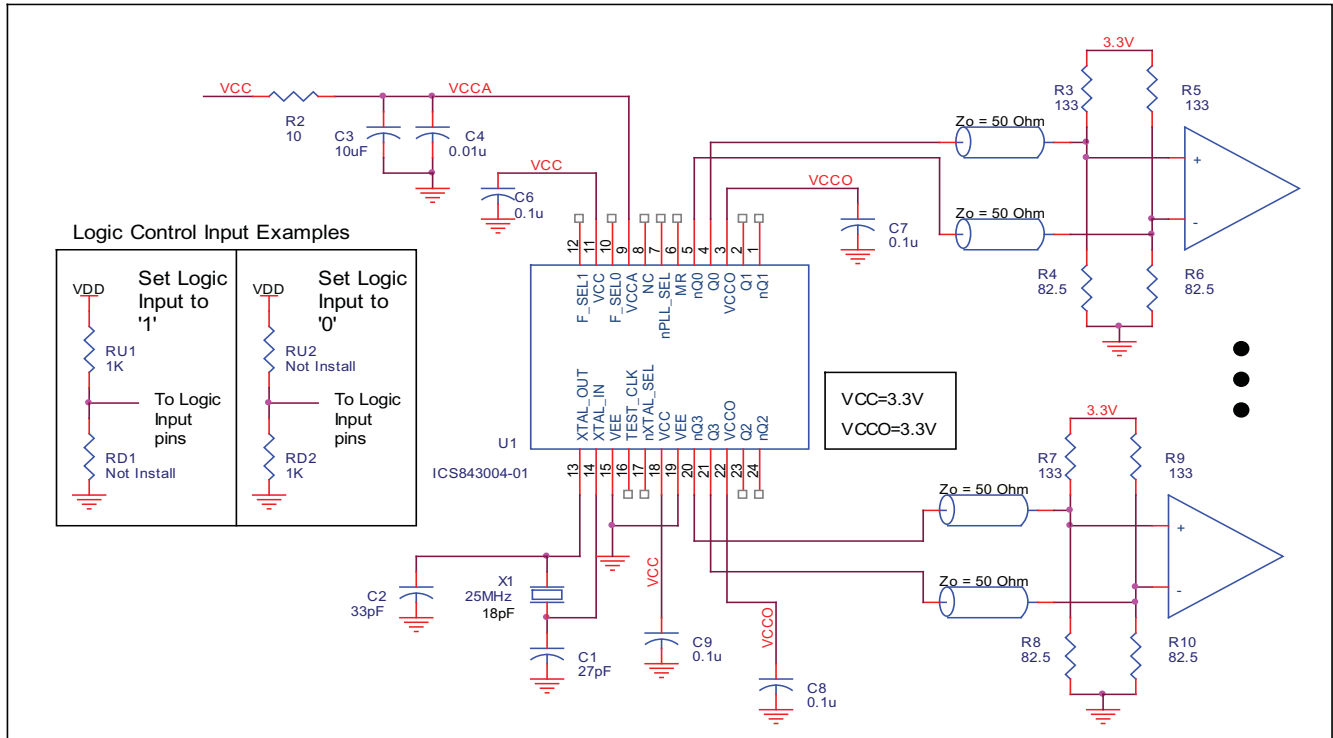 VCC
R2
10
VCCA
C3
10uF
C4
0.01u
VCC
C6
0.1u
VCCO
C7
0.1u
Zo = 50 Ohm
Zo = 50 Ohm
3.3V
R3
133
R5
133
+
-
R4
82.5
R6
82.5
Logic Control Input Examples
Set Logic
Input to
'1'
VDD
RU1
1K
To Logic
Input
pins
RD1
Not Install
Set Logic
Input to
'0'
VDD
RU2
Not Install
To Logic
Input
pins
RD2
1K
12
11
10
9
8
7
6
5
4
3
2
1
F_SEL1
VCC
F_SEL0
VCCA
NC
nPLL_SEL
MR
nQ0
Q0
VCCO
Q1
nQ1
XTAL_OUT
XTAL_IN
VEE
TEST_CLK
nXTAL_SEL
VCC
VEE
nQ3
Q3
VCCO
Q2
nQ2
U1
ICS843004-01
13
14
15
16
17
18
19
20
21
22
23
24
VCC=3.3V
VCCO=3.3V
C2
33pF
X1
25MHz
18pF
C1
27pF
VCC
C9
0.1u
VCCO
C8
0.1u
Zo = 50 Ohm
Zo = 50 Ohm
3.3V
R7
133
R9
133
+
-
R8
82.5
R10
82.5